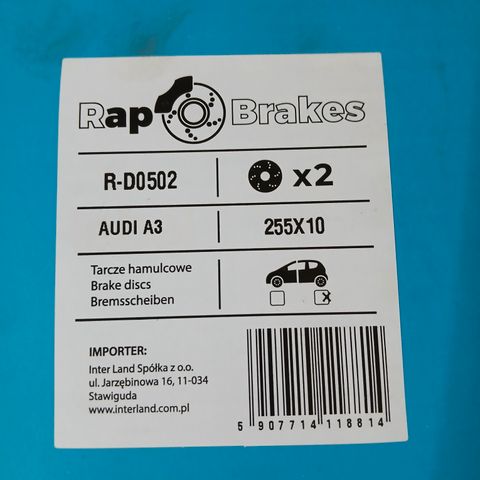 Rap Brakes
R-D0502 x2
AUDI A3 255X10
Tarcze hamulcowe
Brake discs
Bremsscheiben
X
IMPORTER:
Inter Land Spółka z o.o.
ul. Jarzębinowa 16, 11-034
Stawiguda
www.interland.com.pl
5 907714 118814